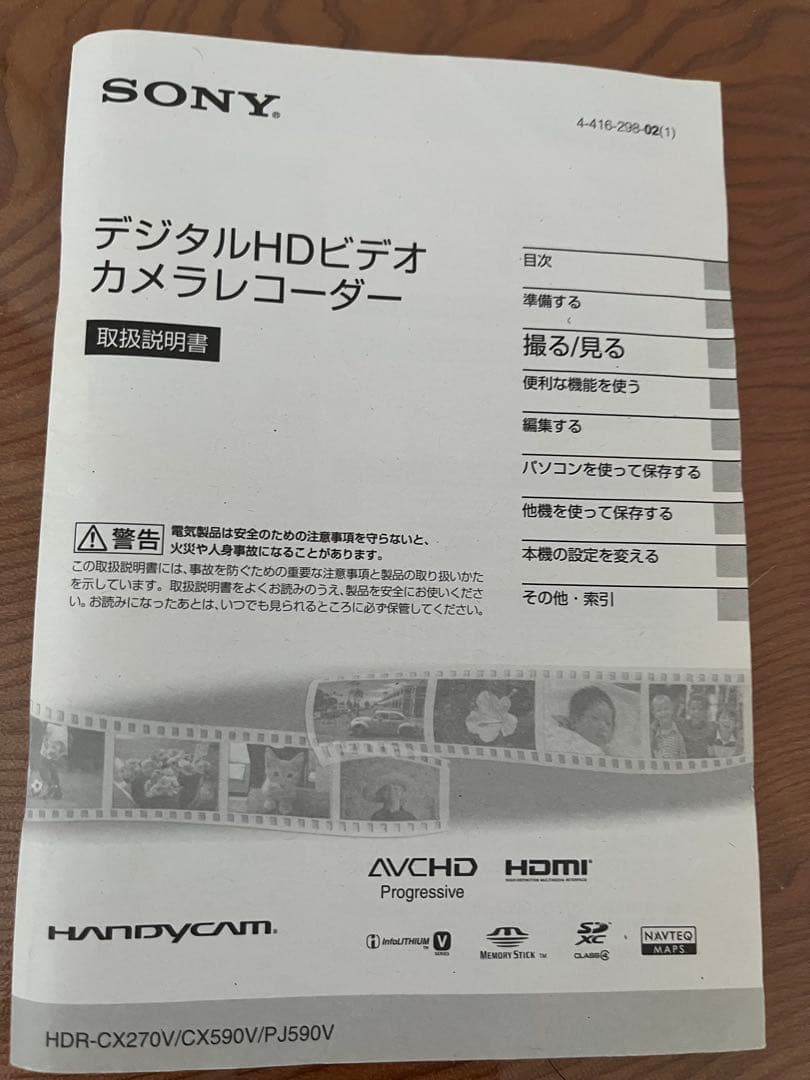 SONY®
4-416-298-02(1)
デジタルHDビデオ
カメラレコーダー
取扱説明書
目次
準備する
撮る/見る
便利な機能を使う
編集する
パソコンを使って保存する
他機を使って保存する
本機の設定を変える
その他・索引
警告
電気製品は安全のための注意事項を守らないと、
火災や人身事故になることがあります。
この取扱説明書には、事故を防ぐための重要な注意事項と製品の取り扱いかた
を示しています。取扱説明書をよくお読みのうえ、製品を安全にお使いくださ
い。お読みになったあとは、いつでも見られるところに必ず保管してください。
AVCHD
Progressive
HDMI®
HIGH-DEFINITION MULTIMEDIA INTERFACE
HANDYCAM®
InfoLITHIUM™ V
SERIES
MEMORY STICK™
SD
XC
CLASS4
NAVTEQ
MAPS
HDR-CX270V/CX590V/PJ590V